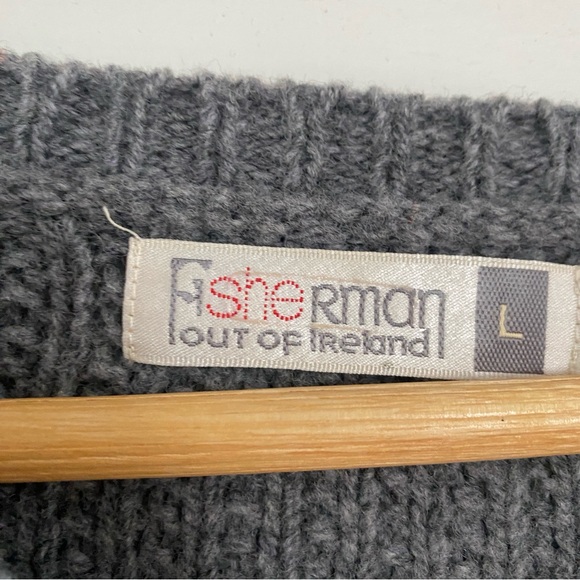 Fisherman
OUT OF IReland
L